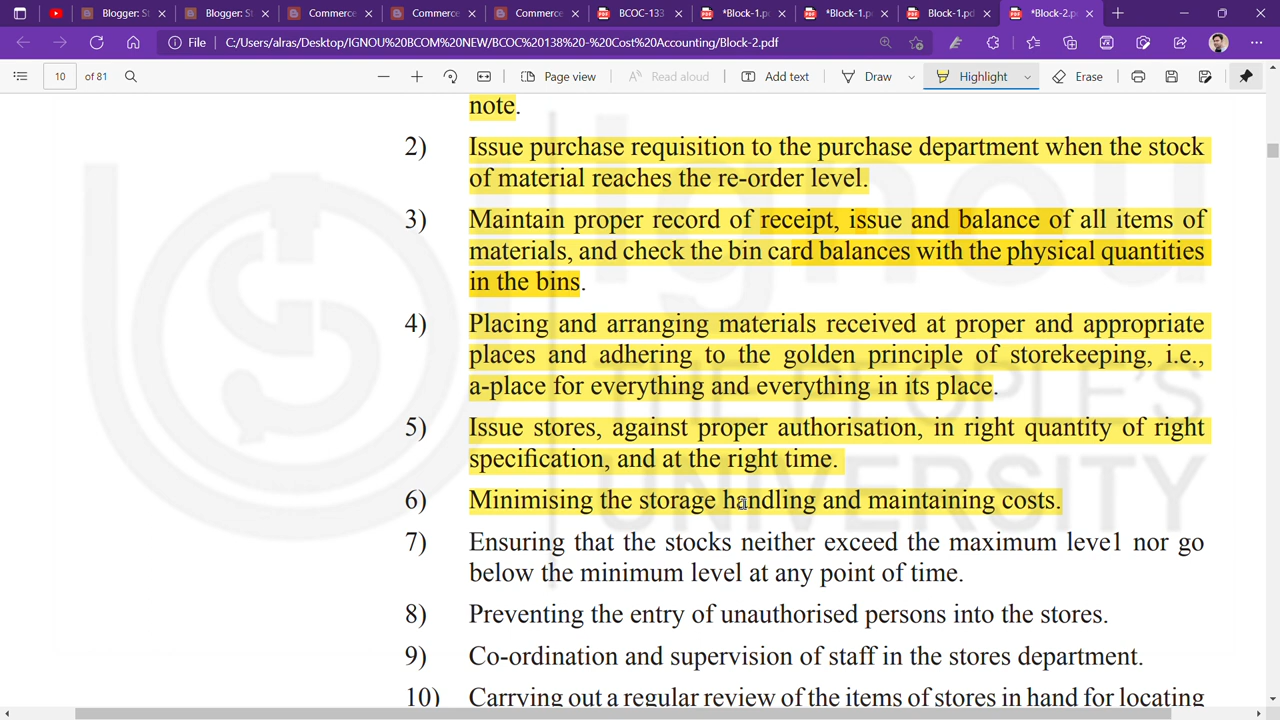 Blogger: S
Blogger: S
Commerce
Commerce
Commerce
BCOC-133
*Block-1.p
*Block-1.p
Block-1.pd
*Block-2.p
File C:/Users/alras/Desktop/IGNOU%20BCOM%20NEW/BCOC%20138%20-%20Cost%20Accounting/Block-2.pdf
10 of 81 Page view Read aloud Add text Draw Highlight Erase
note.
2) Issue purchase requisition to the purchase department when the stock
of material reaches the re-order level.
3) Maintain proper record of receipt, issue and balance of all items of
materials, and check the bin card balances with the physical quantities
in the bins.
4) Placing and arranging materials received at proper and appropriate
places and adhering to the golden principle of storekeeping, i.e.,
a-place for everything and everything in its place.
5) Issue stores, against proper authorisation, in right quantity of right
specification, and at the right time.
6) Minimising the storage handling and maintaining costs.
7) Ensuring that the stocks neither exceed the maximum level nor go
below the minimum level at any point of time.
8) Preventing the entry of unauthorised persons into the stores.
9) Co-ordination and supervision of staff in the stores department.
10) Carrying out a regular review of the items of stores in hand for locating
ignou
THE PEOPLE'S
UNIVERSITY